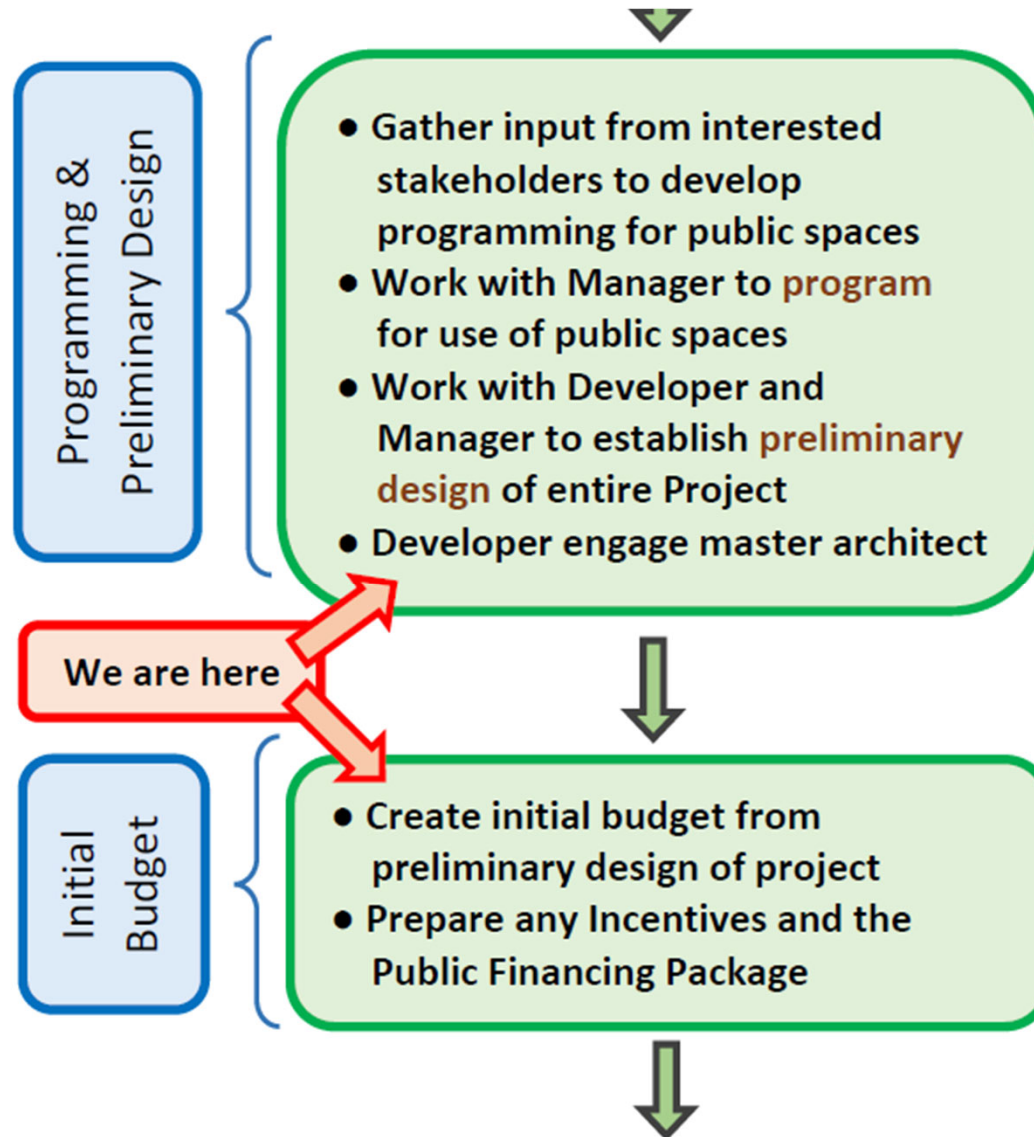 Programming &
Preliminary Design
● Gather input from interested
stakeholders to develop
programming for public spaces
● Work with Manager to program
for use of public spaces
● Work with Developer and
Manager to establish preliminary
design of entire Project
● Developer engage master architect
We are here
Initial
Budget
● Create initial budget from
preliminary design of project
● Prepare any Incentives and the
Public Financing Package